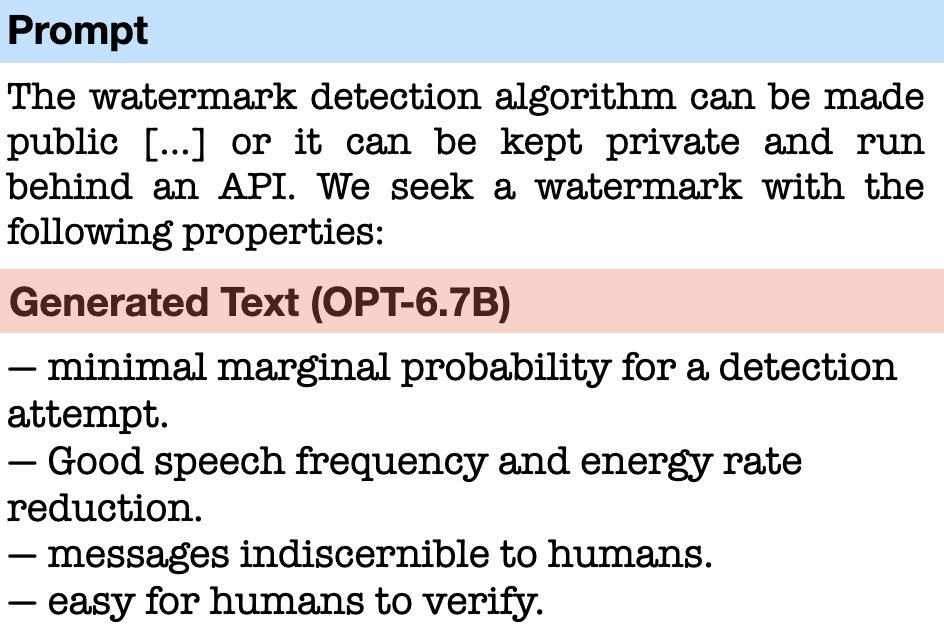 Prompt
The watermark detection algorithm can be made
public [...] or it can be kept private and run
behind an API. We seek a watermark with the
following properties:
Generated Text (OPT-6.7B)
— minimal marginal probability for a detection
attempt.
— Good speech frequency and energy rate
reduction.
— messages indiscernible to humans.
— easy for humans to verify.